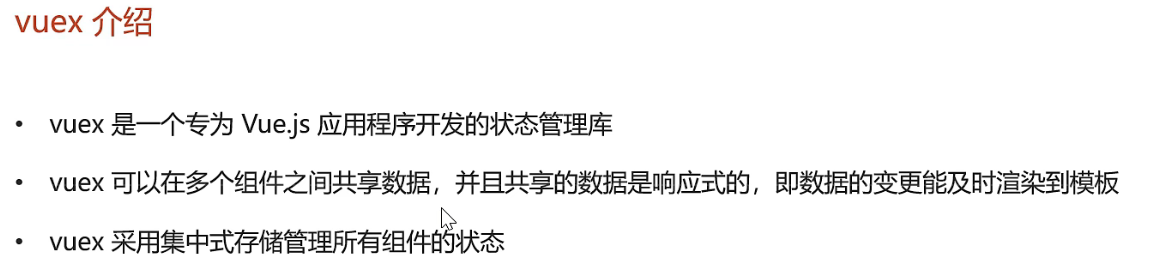 vuex 介绍
• vuex 是一个专为 Vue.js 应用程序开发的状态管理库
• vuex 可以在多个组件之间共享数据，并且共享的数据是响应式的，即数据的变更能及时渲染到模板
• vuex 采用集中式存储管理所有组件的状态